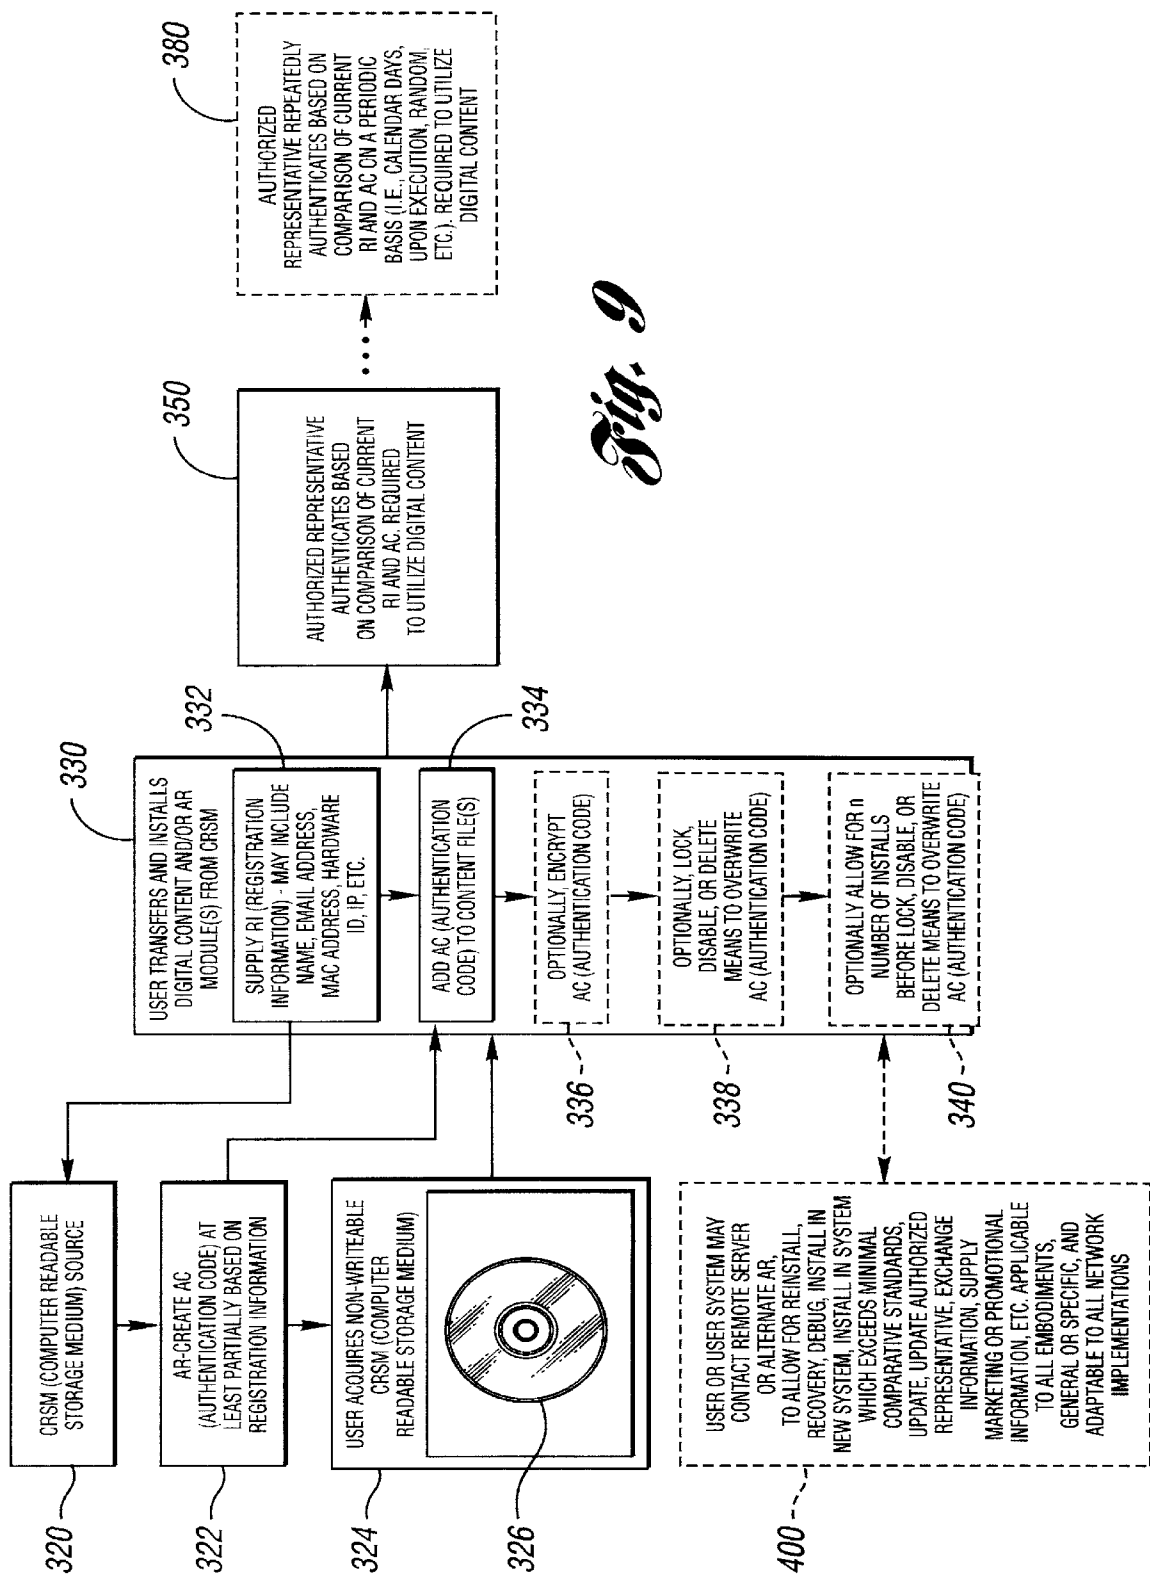 320
CRSM (COMPUTER READABLE
STORAGE MEDIUM) SOURCE
322
AR-CREATE AC
(AUTHENTICATION CODE) AT
LEAST PARTIALLY BASED ON
REGISTRATION INFORMATION
324
USER ACQUIRES NON-WRITEABLE
CRSM (COMPUTER
READABLE STORAGE MEDIUM)
326
330
USER TRANSFERS AND INSTALLS
DIGITAL CONTENT AND/OR AR
MODULE(S) FROM CRSM
332
SUPPLY RI (REGISTRATION
INFORMATION) - MAY INCLUDE
NAME, EMAIL ADDRESS,
MAC ADDRESS, HARDWARE
ID, IP, ETC.
334
ADD AC (AUTHENTICATION
CODE) TO CONTENT FILE(S)
336
OPTIONALLY, ENCRYPT
AC (AUTHENTICATION CODE)
338
OPTIONALLY, LOCK,
DISABLE, OR DELETE
MEANS TO OVERWRITE
AC (AUTHENTICATION CODE)
340
OPTIONALLY ALLOW FOR n
NUMBER OF INSTALLS
BEFORE LOCK, DISABLE, OR
DELETE MEANS TO OVERWRITE
AC (AUTHENTICATION CODE)
350
AUTHORIZED REPRESENTATIVE
AUTHENTICATES BASED
ON COMPARISON OF CURRENT
RI AND AC. REQUIRED
TO UTILIZE DIGITAL CONTENT
380
AUTHORIZED
REPRESENTATIVE REPEATEDLY
AUTHENTICATES BASED ON
COMPARISON OF CURRENT
RI AND AC ON A PERIODIC
BASIS (I.E., CALENDAR DAYS,
UPON EXECUTION, RANDOM,
ETC.). REQUIRED TO UTILIZE
DIGITAL CONTENT
400
USER OR USER SYSTEM MAY
CONTACT REMOTE SERVER
OR ALTERNATE AR,
TO ALLOW FOR REINSTALL,
RECOVERY, DEBUG, INSTALL IN
NEW SYSTEM, INSTALL IN SYSTEM
WHICH EXCEEDS MINIMAL
COMPARATIVE STANDARDS,
UPDATE, UPDATE AUTHORIZED
REPRESENTATIVE, EXCHANGE
INFORMATION, SUPPLY
MARKETING OR PROMOTIONAL
INFORMATION, ETC. APPLICABLE
TO ALL EMBODIMENTS,
GENERAL OR SPECIFIC, AND
ADAPTABLE TO ALL NETWORK
IMPLEMENTATIONS
Fig. 9